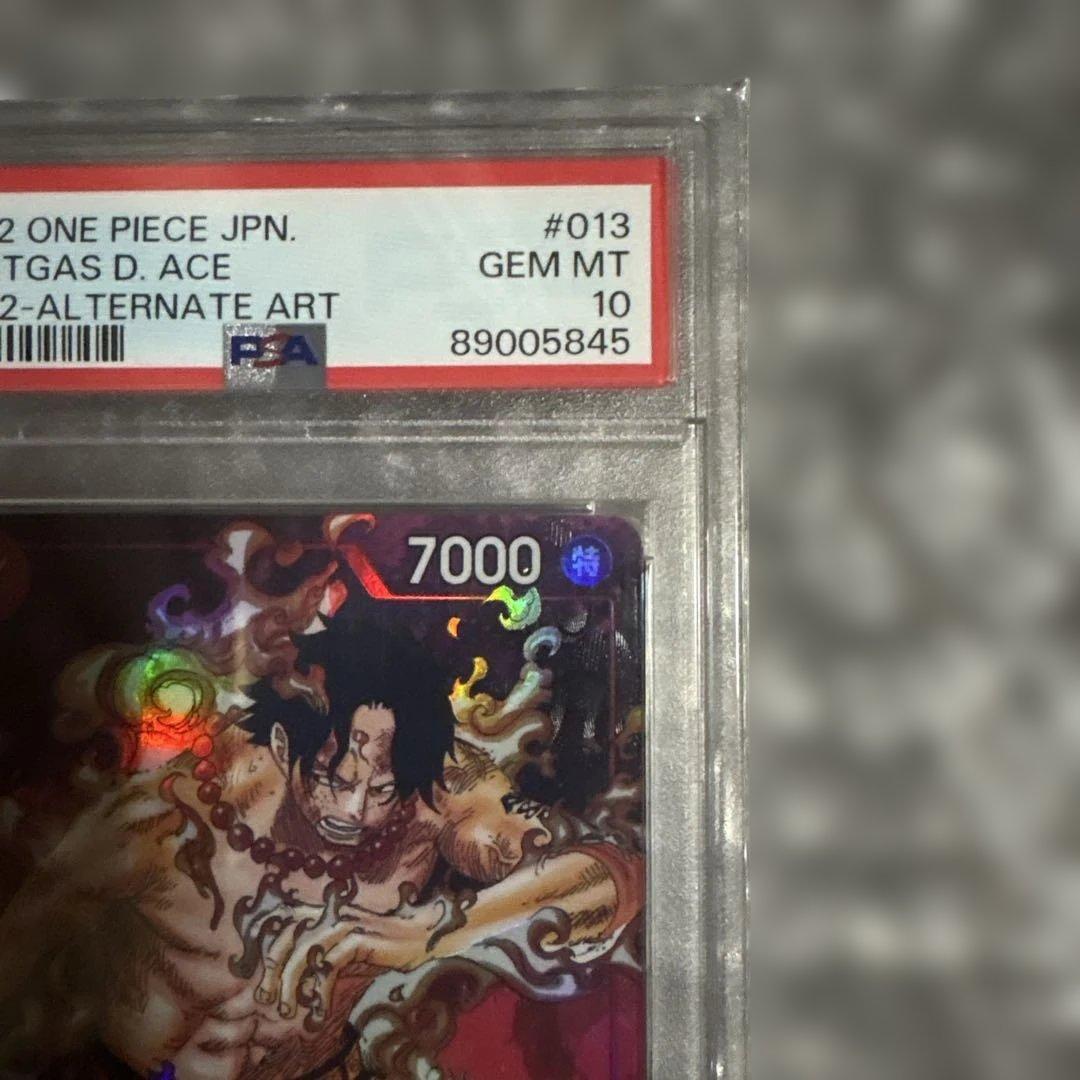 2 ONE PIECE JPN. #013
TGAS D. ACE GEM MT
2-ALTERNATE ART 10
PSA 89005845
7000 特